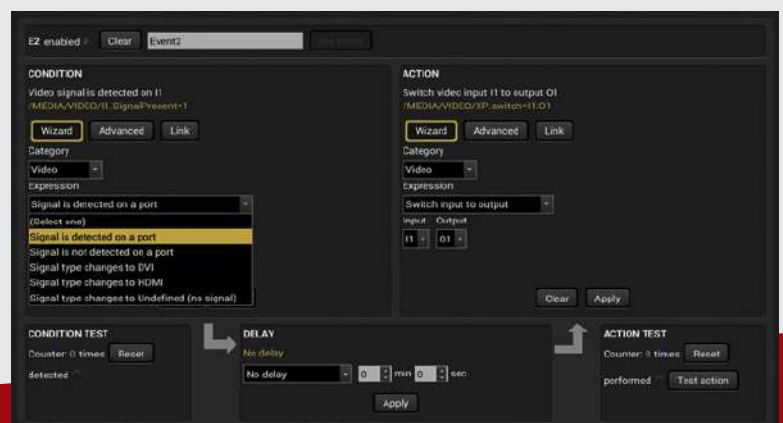 E2 enabled Clear Event2
CONDITION
Video signal is detected on I1
/MEDIA/VIDEO/I1.SignalPresent=1
Wizard Advanced Link
Category
Video
Expression
Signal is detected on a port
(Select one)
Signal is detected on a port
Signal is not detected on a port
Signal type changes to DVI
Signal type changes to HDMI
Signal type changes to Undefined (no signal)
ACTION
Switch video input I1 to output O1
/MEDIA/VIDEO/XP.switch=I1:O1
Wizard Advanced Link
Category
Video
Expression
Switch input to output
Input Output
I1 O1
Clear Apply
CONDITION TEST
Counter: 0 times Reset
detected
DELAY
No delay
No delay 0 min 0 sec
Apply
ACTION TEST
Counter: 0 times Reset
performed Test action